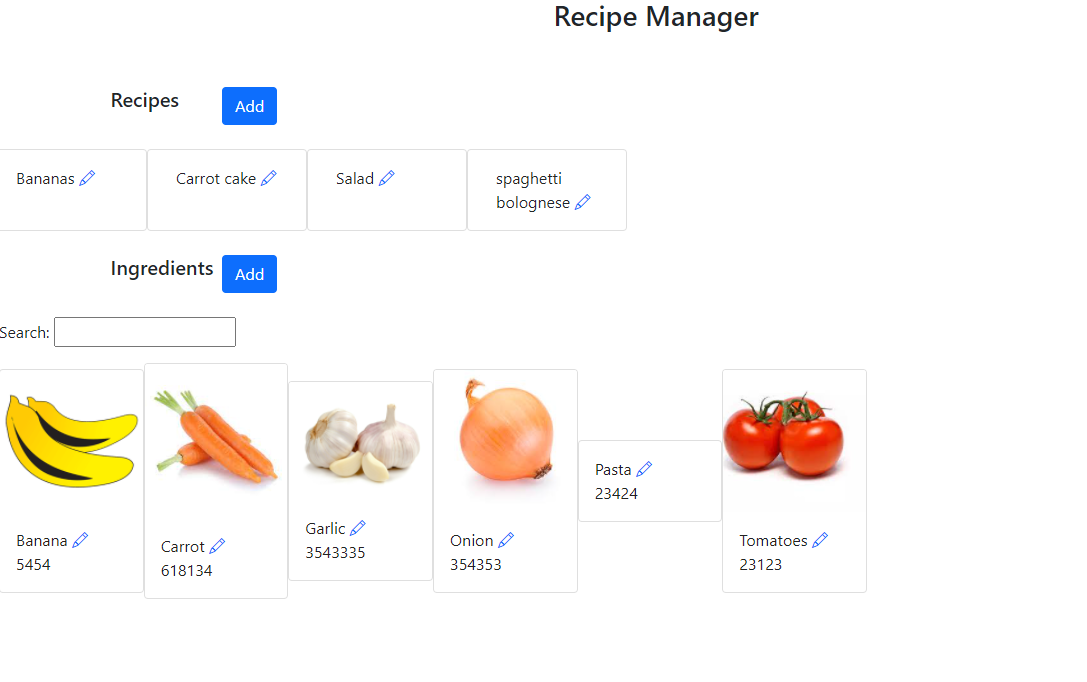 Recipe Manager
Recipes
Add
Bananas
Carrot cake
Salad
spaghetti
bolognese
Ingredients
Add
Search:
Banana
5454
Carrot
618134
Garlic
3543335
Onion
354353
Pasta
23424
Tomatoes
23123